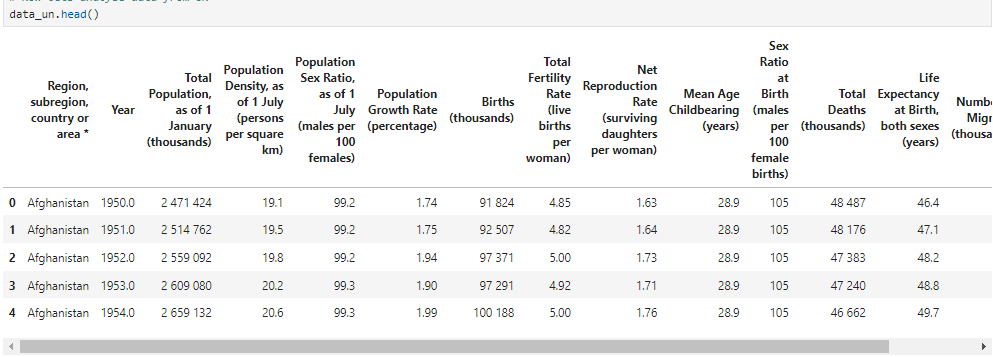 data_un.head()
Region,
subregion,
country or
area *
Year
Total
Population,
as of 1
January
(thousands)
Population
Density, as
of 1 July
(persons
per square
km)
Population
Sex Ratio,
as of 1
July
(males per
100
females)
Population
Growth Rate
(percentage)
Births
(thousands)
Total
Fertility
Rate
(live
births
per
woman)
Net
Reproduction
Rate
(surviving
daughters
per woman)
Mean Age
Childbearing
(years)
Sex
Ratio
at
Birth
(males
per
100
female
births)
Total
Deaths
(thousands)
Life
Expectancy
at Birth,
both sexes
(years)
Numbe
Migr
(thousa
0 Afghanistan 1950.0 2 471 424 19.1 99.2 1.74 91 824 4.85 1.63 28.9 105 48 487 46.4
1 Afghanistan 1951.0 2 514 762 19.5 99.2 1.75 92 507 4.82 1.64 28.9 105 48 176 47.1
2 Afghanistan 1952.0 2 559 092 19.8 99.2 1.94 97 371 5.00 1.73 28.9 105 47 383 48.2
3 Afghanistan 1953.0 2 609 080 20.2 99.3 1.90 97 291 4.92 1.71 28.9 105 47 240 48.8
4 Afghanistan 1954.0 2 659 132 20.6 99.3 1.99 100 188 5.00 1.76 28.9 105 46 662 49.7